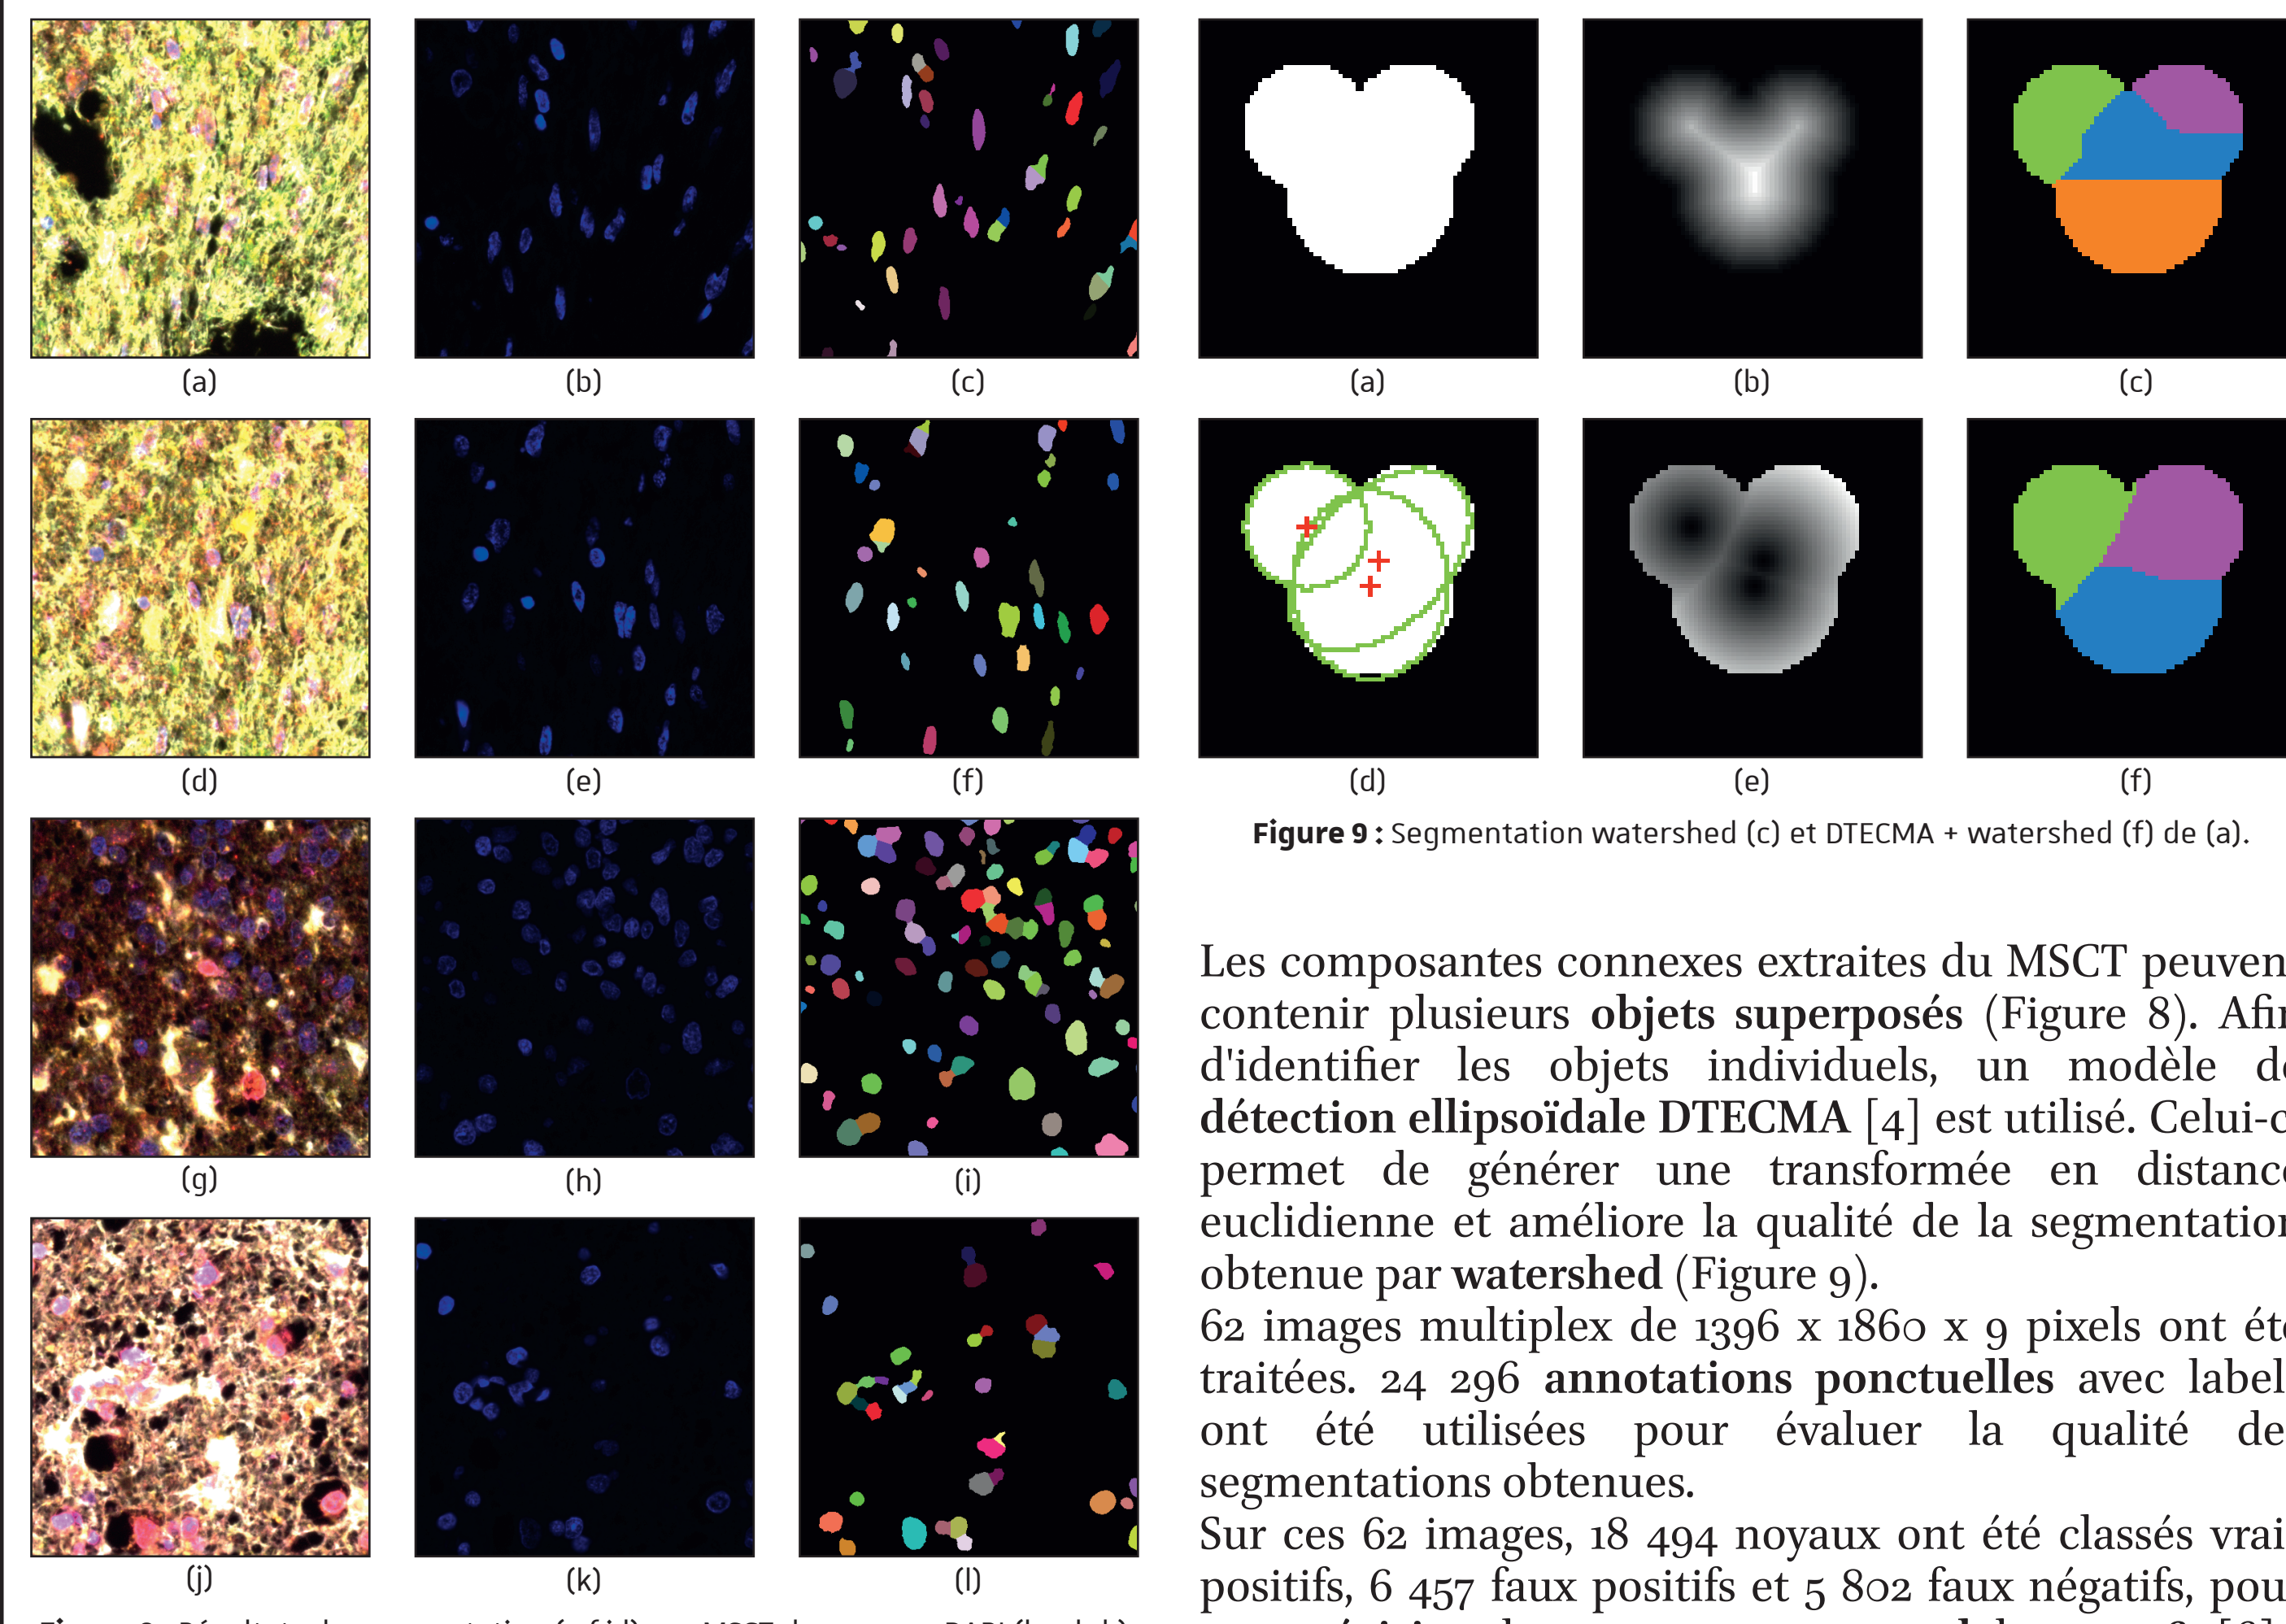 (a)
(b)
(c)
(d)
(e)
(f)
(g)
(h)
(i)
(j)
(k)
(l)
(a)
(b)
(c)
(d)
(e)
(f)
Figure 9 : Segmentation watershed (c) et DTECMA + watershed (f) de (a).
Les composantes connexes extraites du MSCT peuven
contenir plusieurs objets superposés (Figure 8). Afin
d'identifier les objets individuels, un modèle de
détection ellipsoïdale DTECMA [4] est utilisé. Celui-c
permet de générer une transformée en distance
euclidienne et améliore la qualité de la segmentation
obtenue par watershed (Figure 9).
62 images multiplex de 1396 x 1860 x 9 pixels ont été
traitées. 24 296 annotations ponctuelles avec label
ont été utilisées pour évaluer la qualité de
segmentations obtenues.
Sur ces 62 images, 18 494 noyaux ont été classés vrai
positifs, 6 457 faux positifs et 5 802 faux négatifs, pou